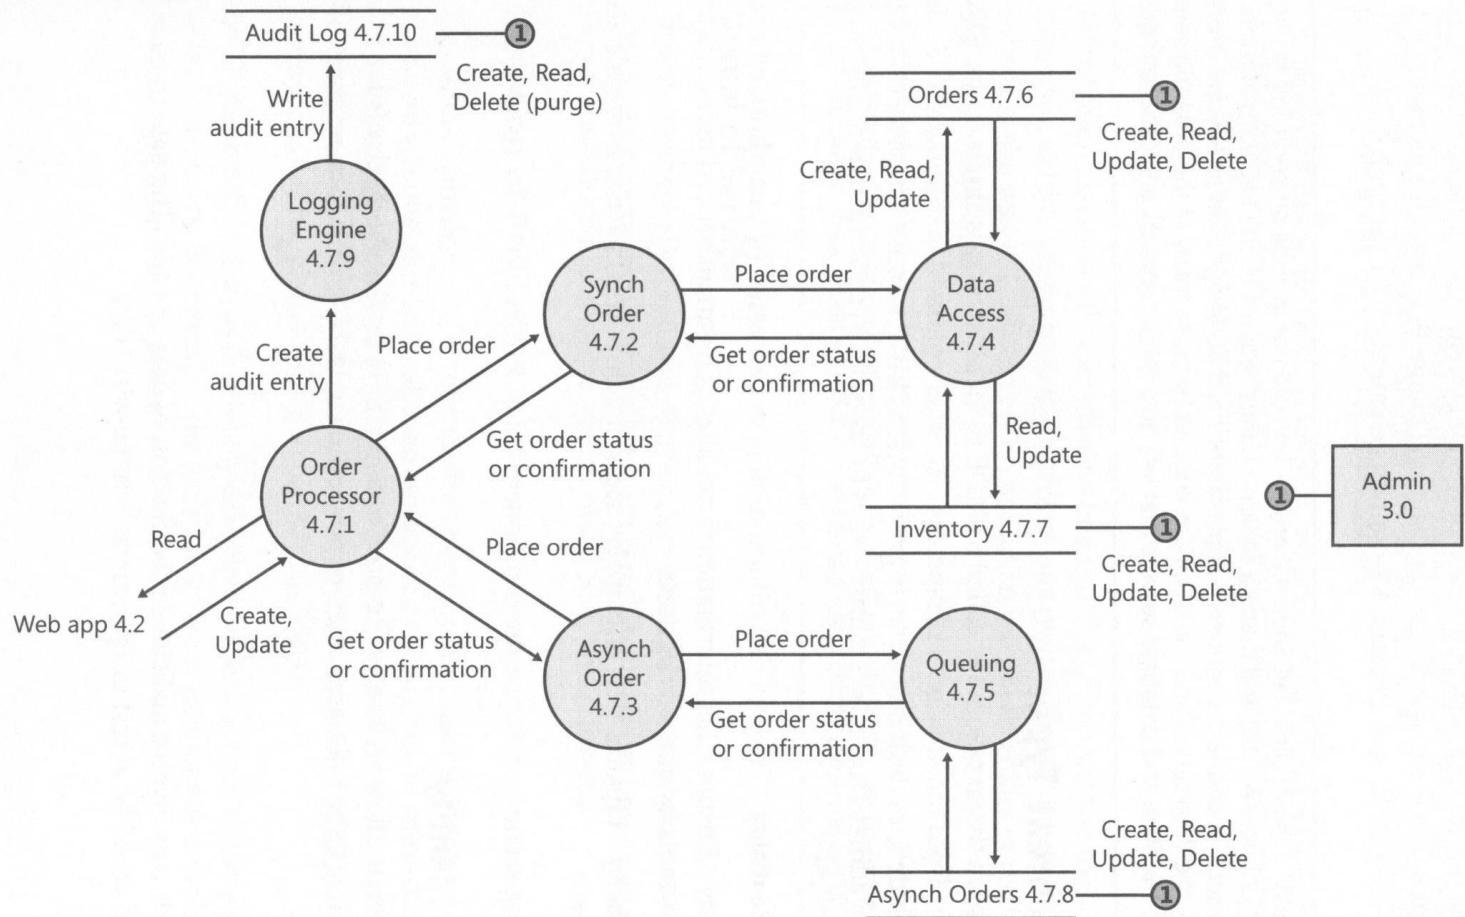 Audit Log 4.7.10
1
Create, Read,
Delete (purge)
Write
audit entry
Logging
Engine
4.7.9
Create
audit entry
Orders 4.7.6
1
Create, Read,
Update, Delete
Create, Read,
Update
Synch
Order
4.7.2
Place order
Data
Access
4.7.4
Get order status
or confirmation
Place order
Get order status
or confirmation
Read,
Update
Order
Processor
4.7.1
Inventory 4.7.7
1
Create, Read,
Update, Delete
1
Admin
3.0
Read
Place order
Web app 4.2
Create,
Update
Get order status
or confirmation
Asynch
Order
4.7.3
Place order
Queuing
4.7.5
Get order status
or confirmation
Create, Read,
Update, Delete
Asynch Orders 4.7.8
1